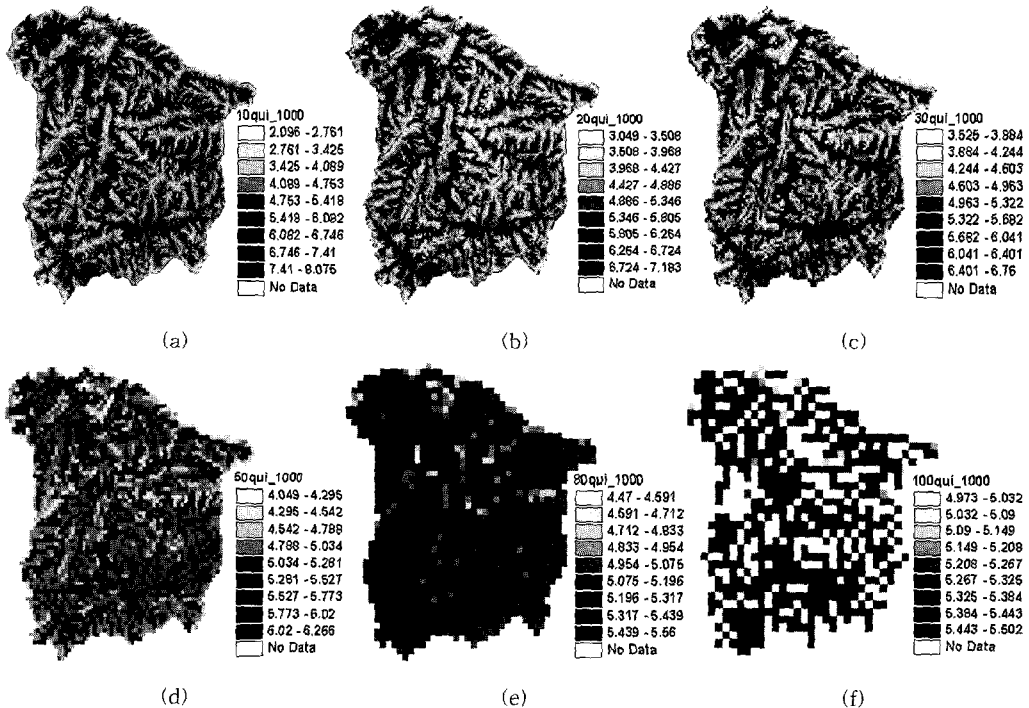 10qui_1000
2.096 - 2.761
2.761 - 3.425
3.425 - 4.089
4.089 - 4.753
4.753 - 5.418
5.418 - 6.082
6.082 - 6.746
6.746 - 7.41
7.41 - 8.075
No Data
(a)
20qui_1000
3.049 - 3.508
3.508 - 3.968
3.968 - 4.427
4.427 - 4.886
4.886 - 5.346
5.346 - 5.805
5.805 - 6.264
6.264 - 6.724
6.724 - 7.183
No Data
(b)
30qui_1000
3.525 - 3.884
3.884 - 4.244
4.244 - 4.603
4.603 - 4.963
4.963 - 5.322
5.322 - 5.682
5.682 - 6.041
6.041 - 6.401
6.401 - 6.76
No Data
(c)
4.049 - 4.295
4.295 - 4.542
4.542 - 4.788
4.788 - 5.034
5.034 - 5.281
5.281 - 5.527
5.527 - 5.773
5.773 - 6.02
6.02 - 6.266
No Data
(d)
80qui_1000
4.47 - 4.591
4.591 - 4.712
4.712 - 4.833
4.833 - 4.954
4.954 - 5.075
5.075 - 5.196
5.196 - 5.317
5.317 - 5.439
5.439 - 5.56
No Data
(e)
100qui_1000
4.973 - 5.032
5.032 - 5.09
5.09 - 5.149
5.149 - 5.208
5.208 - 5.267
5.267 - 5.325
5.325 - 5.384
5.384 - 5.443
5.443 - 5.502
No Data
(f)